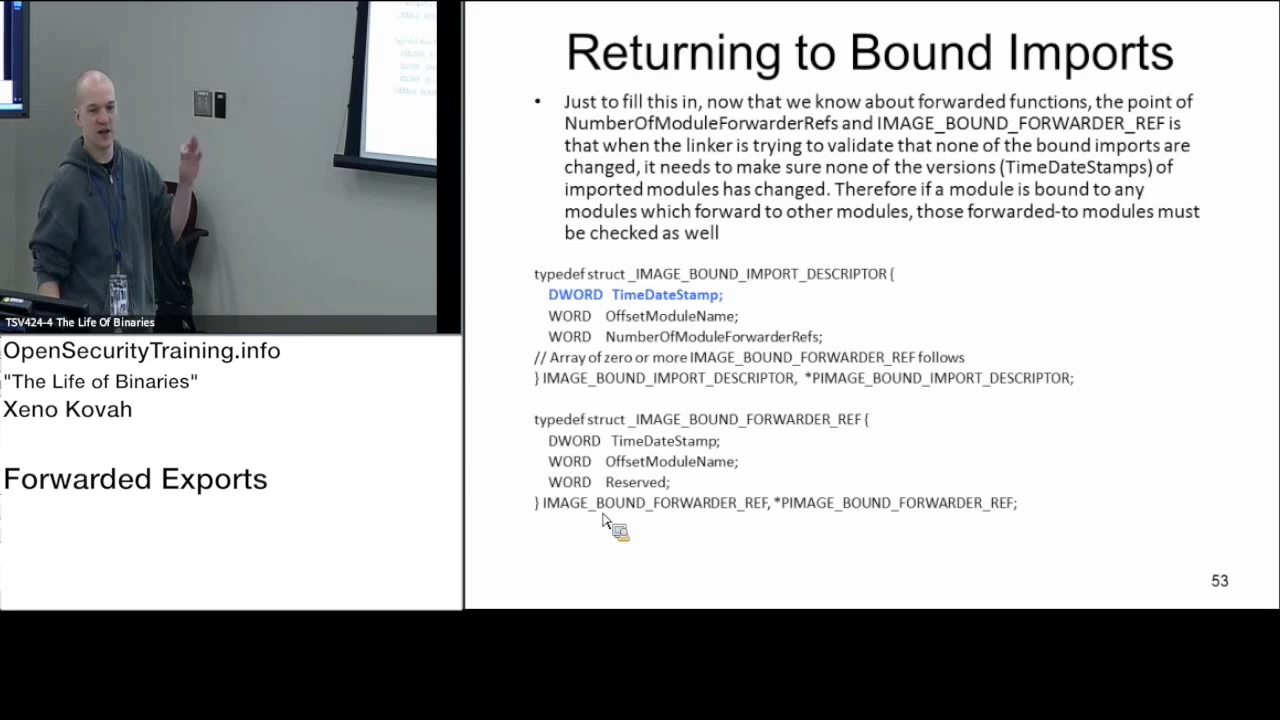 TSV424-4 The Life Of Binaries
OpenSecurityTraining.info
"The Life of Binaries"
Xeno Kovah
Forwarded Exports
Returning to Bound Imports
• Just to fill this in, now that we know about forwarded functions, the point of
NumberOfModuleForwarderRefs and IMAGE_BOUND_FORWARDER_REF is
that when the linker is trying to validate that none of the bound imports are
changed, it needs to make sure none of the versions (TimeDateStamps) of
imported modules has changed. Therefore if a module is bound to any
modules which forward to other modules, those forwarded-to modules must
be checked as well
typedef struct _IMAGE_BOUND_IMPORT_DESCRIPTOR {
DWORD TimeDateStamp;
WORD OffsetModuleName;
WORD NumberOfModuleForwarderRefs;
// Array of zero or more IMAGE_BOUND_FORWARDER_REF follows
} IMAGE_BOUND_IMPORT_DESCRIPTOR, *PIMAGE_BOUND_IMPORT_DESCRIPTOR;
typedef struct _IMAGE_BOUND_FORWARDER_REF {
DWORD TimeDateStamp;
WORD OffsetModuleName;
WORD Reserved;
} IMAGE_BOUND_FORWARDER_REF, *PIMAGE_BOUND_FORWARDER_REF;
53